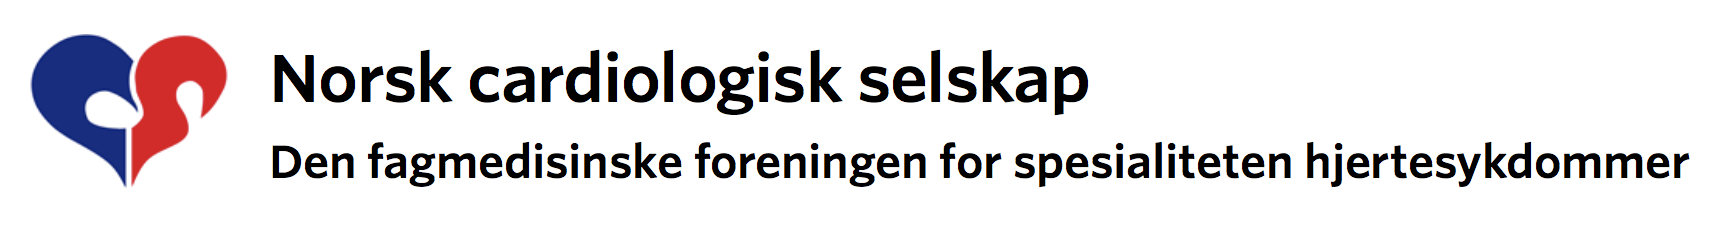 Norsk cardiologisk selskap
Den fagmedisinske foreningen for spesialiteten hjertesykdommer